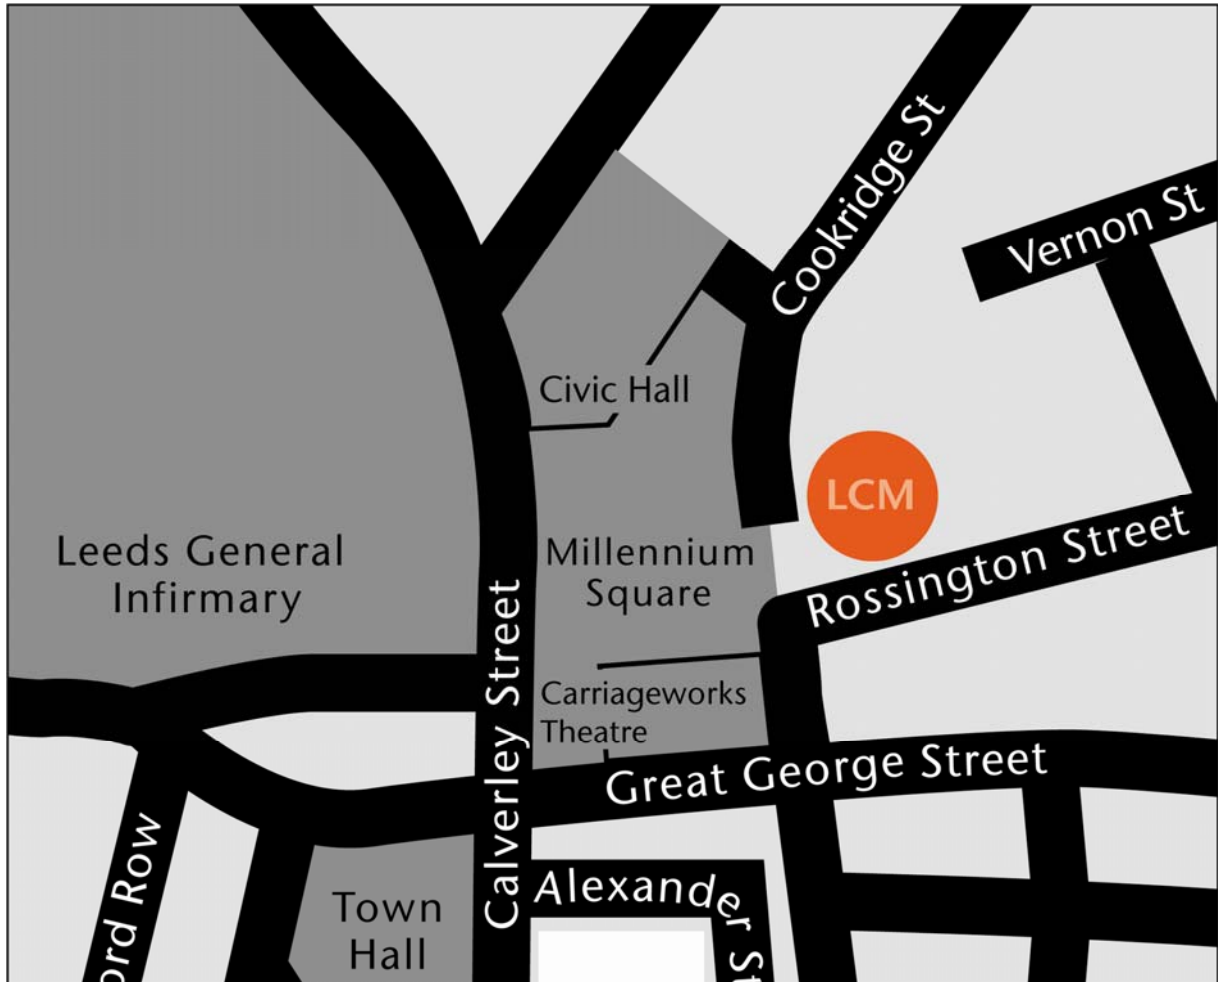 Cookridge St
Vernon St
Civic Hall
LCM
Leeds General
Infirmary
Millennium
Square
Rossington Street
Calverley Street
Carriageworks
Theatre
Great George Street
Alexander St
Town
Hall
Row